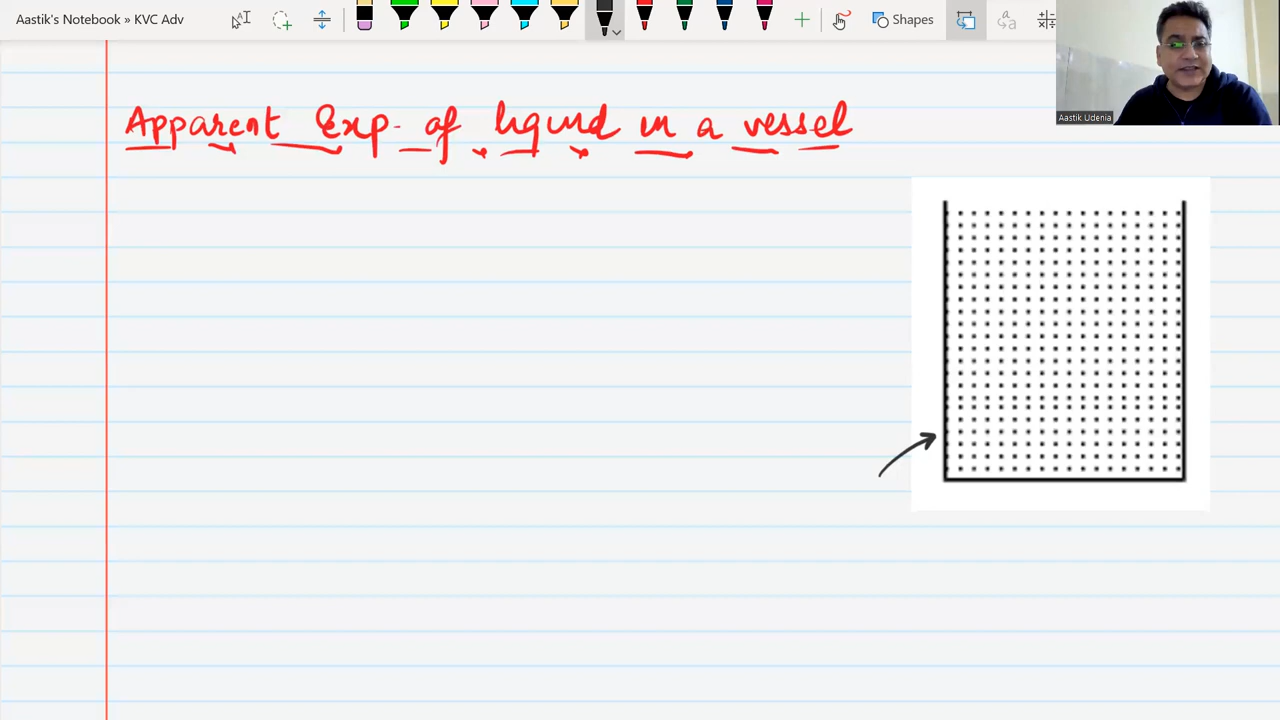 Aastik's Notebook » KVC Adv
Shapes
Aastik Udenia
Apparent Exp. of liquid in a vessel